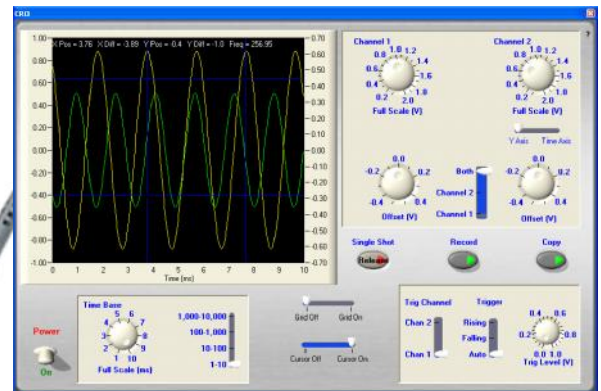 CRO
?
X Pos = 3.76 X Diff = -3.89 Y Pos = -0.4 Y Diff = -1.0 Freq = 256.95
1.00
0.80
0.60
0.40
0.20
0.00
-0.20
-0.40
-0.60
-0.80
-1.00
0.70
0.60
0.50
0.40
0.30
0.20
0.10
0.00
-0.10
-0.20
-0.30
-0.40
-0.50
-0.60
-0.70
0 1 2 3 4 5 6 7 8 9 10
Time (ms)
Channel 1
0.2 0.4 0.6 0.8 1.0 1.2 1.4 1.6 1.8 2.0
Full Scale (V)
Channel 2
0.2 0.4 0.6 0.8 1.0 1.2 1.4 1.6 1.8 2.0
Full Scale (V)
Y Axis Time Axis
-0.4 -0.2 0.0 0.2 0.4
Offset (V)
Both
Channel 2
Channel 1
-0.4 -0.2 0.0 0.2 0.4
Offset (V)
Single Shot
Release
Record
Copy
Power
On
Time Base
1 2 3 4 5 6 7 8 9 10
Full Scale (ms)
1,000-10,000
100-1,000
10-100
1-10
Grid Off Grid On
Cursor Off Cursor On
Trig Channel
Chan 2
Chan 1
Trigger
Rising
Falling
Auto
0.0 0.2 0.4 0.6 0.8 1.0
Trig Level (V)